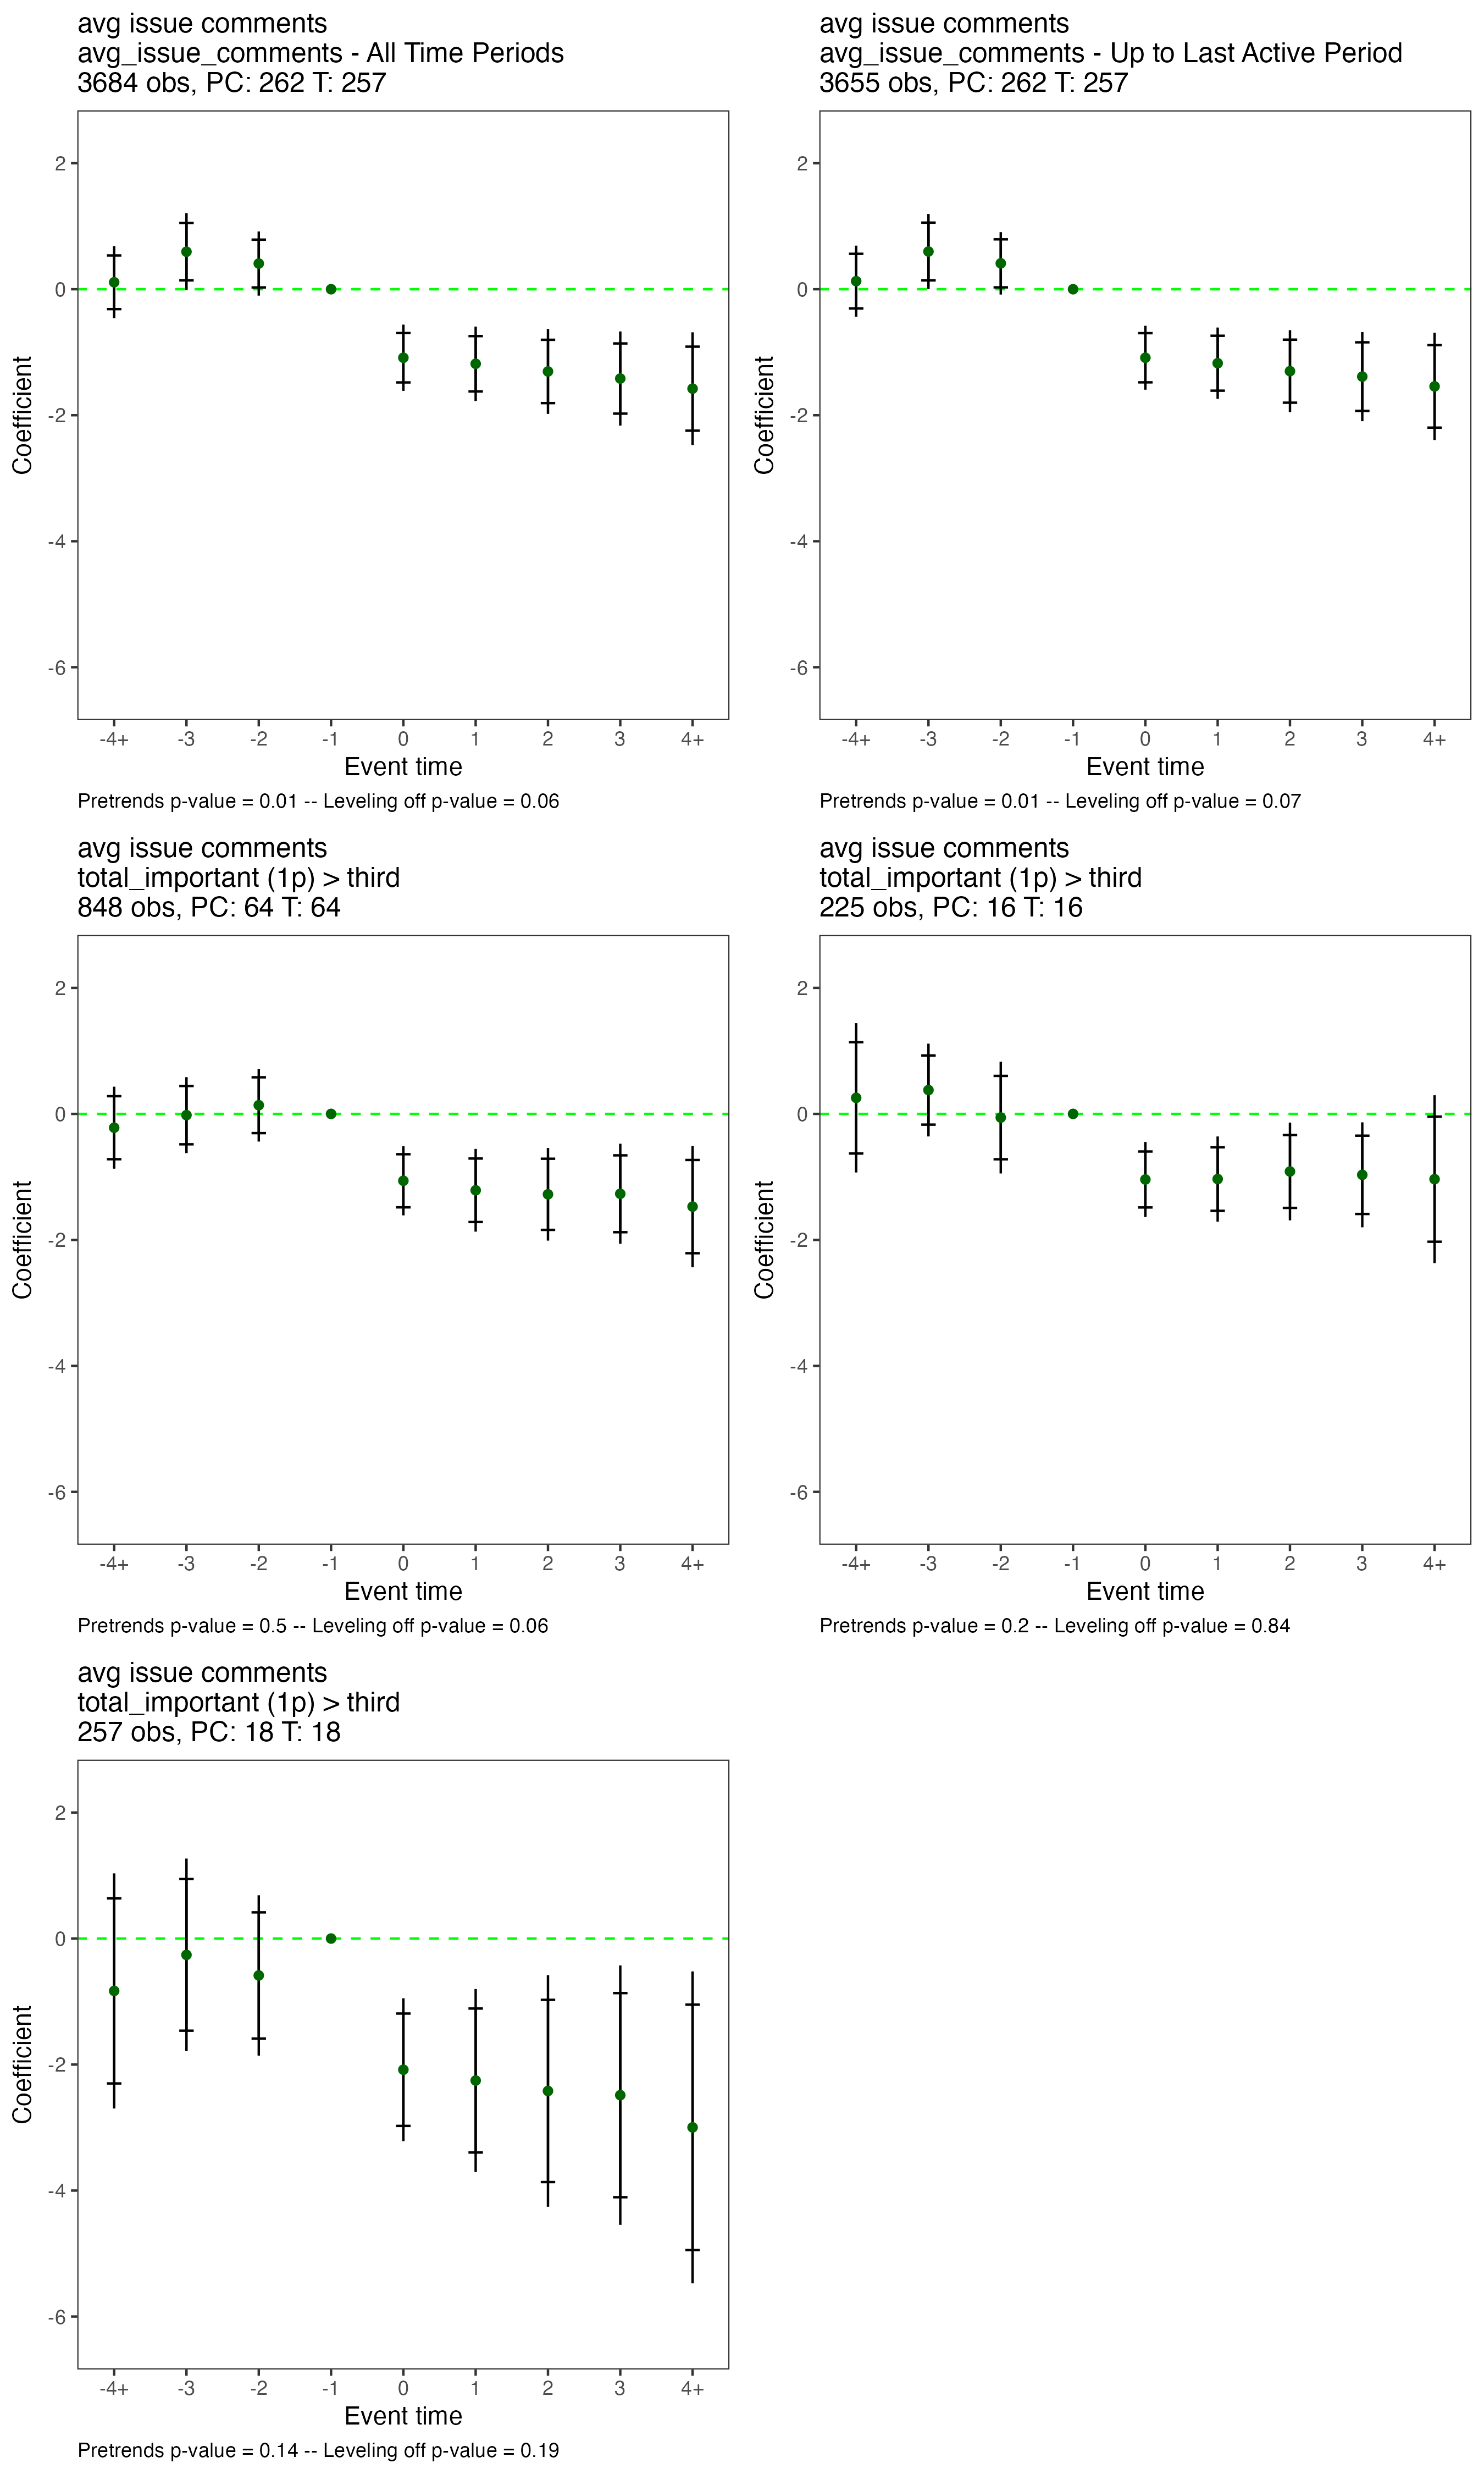 avg issue comments
avg_issue_comments - All Time Periods
3684 obs, PC: 262 T: 257
2
0
-2
-4
-6
Coefficient
-4+ -3 -2 -1 0 1 2 3 4+
Event time
Pretrends p-value = 0.01 -- Leveling off p-value = 0.06
avg issue comments
avg_issue_comments - Up to Last Active Period
3655 obs, PC: 262 T: 257
2
0
-2
-4
-6
Coefficient
-4+ -3 -2 -1 0 1 2 3 4+
Event time
Pretrends p-value = 0.01 -- Leveling off p-value = 0.07
avg issue comments
total_important (1p) > third
848 obs, PC: 64 T: 64
2
0
-2
-4
-6
Coefficient
-4+ -3 -2 -1 0 1 2 3 4+
Event time
Pretrends p-value = 0.5 -- Leveling off p-value = 0.06
avg issue comments
total_important (1p) > third
225 obs, PC: 16 T: 16
2
0
-2
-4
-6
Coefficient
-4+ -3 -2 -1 0 1 2 3 4+
Event time
Pretrends p-value = 0.2 -- Leveling off p-value = 0.84
avg issue comments
total_important (1p) > third
257 obs, PC: 18 T: 18
2
0
-2
-4
-6
Coefficient
-4+ -3 -2 -1 0 1 2 3 4+
Event time
Pretrends p-value = 0.14 -- Leveling off p-value = 0.19